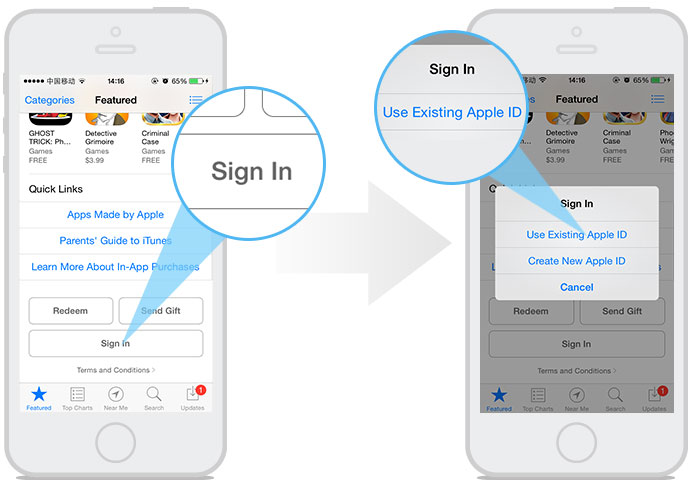 中国移动 14:16 65%
Categories Featured
GHOST TRICK: Ph...
Games
FREE
Detective Grimoire
Games
$3.99
Criminal Case
Games
FREE
Quick Links
Apps Made by Apple
Parents' Guide to iTunes
Learn More About In-App Purchases
Redeem Send Gift
Sign In
Terms and Conditions >
Featured Top Charts Near Me Search Updates
1
Sign In
Sign In
Use Existing Apple ID
移动 14:16 65%
Featured
Detective Grimoire
Games
$3.99
Criminal Case
Games
FREE
Sign In
Use Existing Apple ID
Create New Apple ID
Cancel
Redeem Send Gift
Sign In
Terms and Conditions >
Featured Top Charts Near Me Search Updates
1